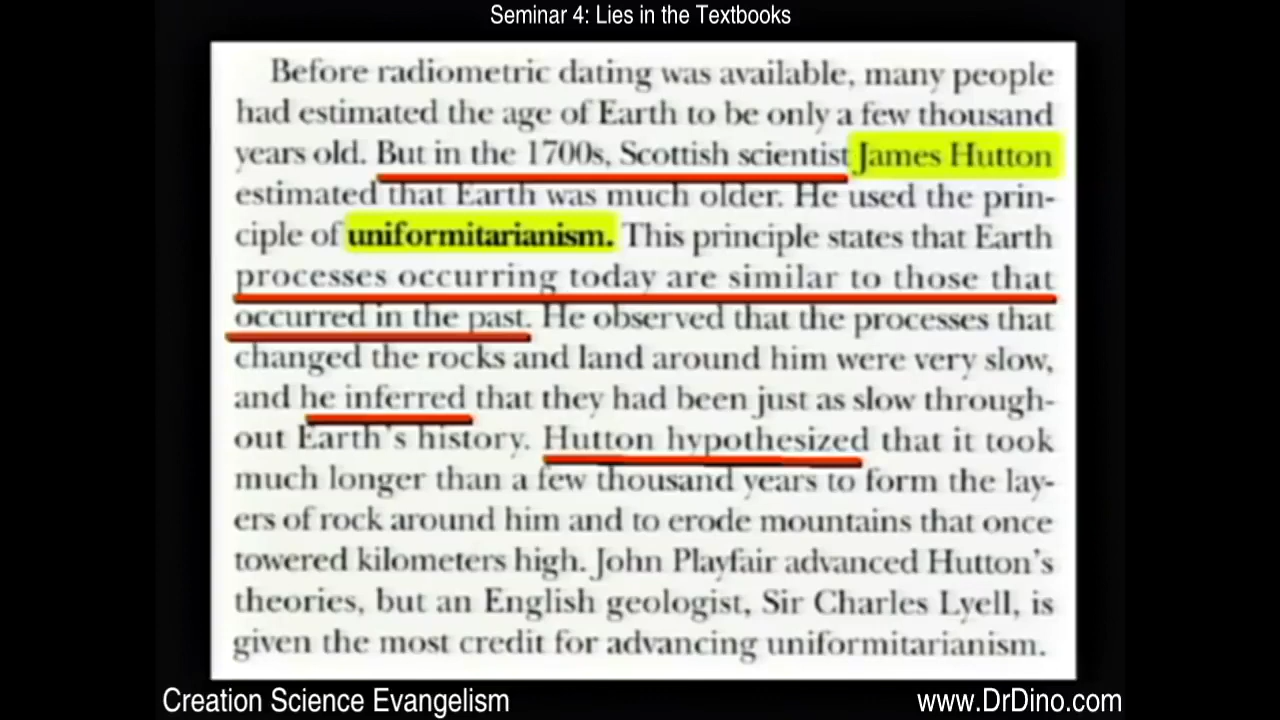 Seminar 4: Lies in the Textbooks
Before radiometric dating was available, many people
had estimated the age of Earth to be only a few thousand
years old. But in the 1700s, Scottish scientist James Hutton
estimated that Earth was much older. He used the prin-
ciple of uniformitarianism. This principle states that Earth
processes occurring today are similar to those that
occurred in the past. He observed that the processes that
changed the rocks and land around him were very slow,
and he inferred that they had been just as slow through-
out Earth's history. Hutton hypothesized that it took
much longer than a few thousand years to form the lay-
ers of rock around him and to erode mountains that once
towered kilometers high. John Playfair advanced Hutton's
theories, but an English geologist, Sir Charles Lyell, is
given the most credit for advancing uniformitarianism.
Creation Science Evangelism
www.DrDino.com